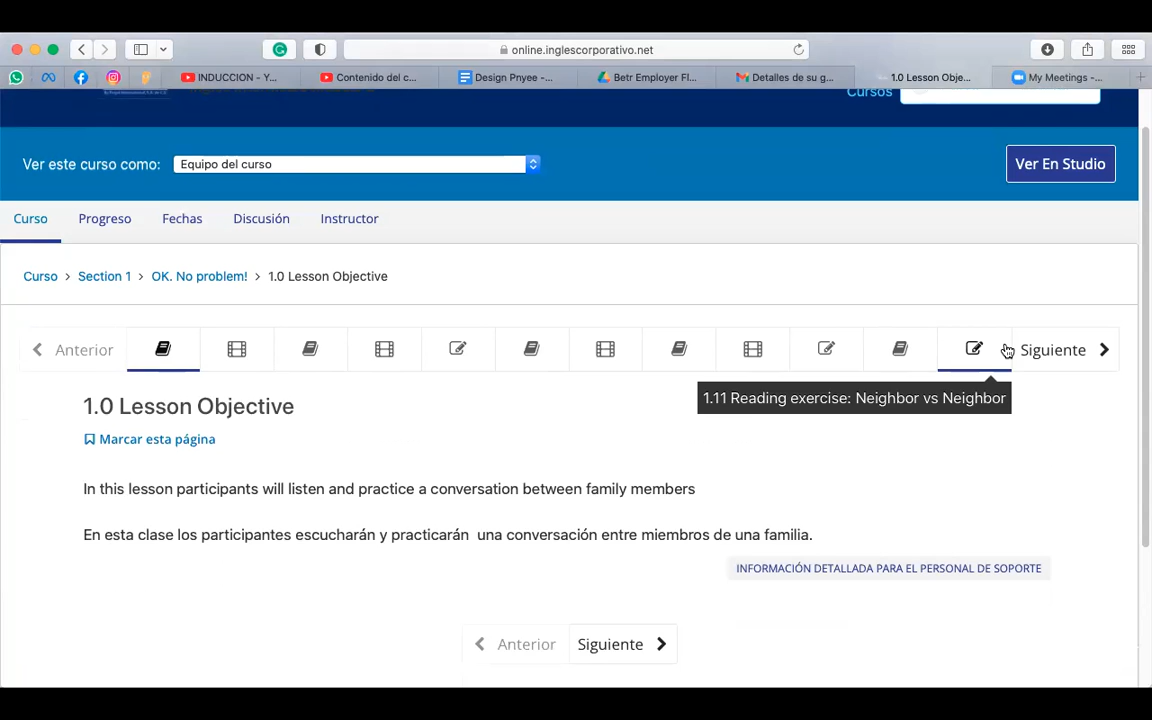 online.inglescorporativo.net
INDUCCION - Y...
Contenido del c...
Design Pnyee -...
Betr Employer Fl...
Detalles de su g...
1.0 Lesson Obje...
My Meetings -...
Cursos
Ver este curso como:
Equipo del curso
Ver En Studio
Curso
Progreso
Fechas
Discusión
Instructor
Curso > Section 1 > OK. No problem! > 1.0 Lesson Objective
Anterior
Siguiente
1.11 Reading exercise: Neighbor vs Neighbor
1.0 Lesson Objective
Marcar esta página
In this lesson participants will listen and practice a conversation between family members
En esta clase los participantes escucharán y practicarán una conversación entre miembros de una familia.
INFORMACIÓN DETALLADA PARA EL PERSONAL DE SOPORTE
Anterior
Siguiente